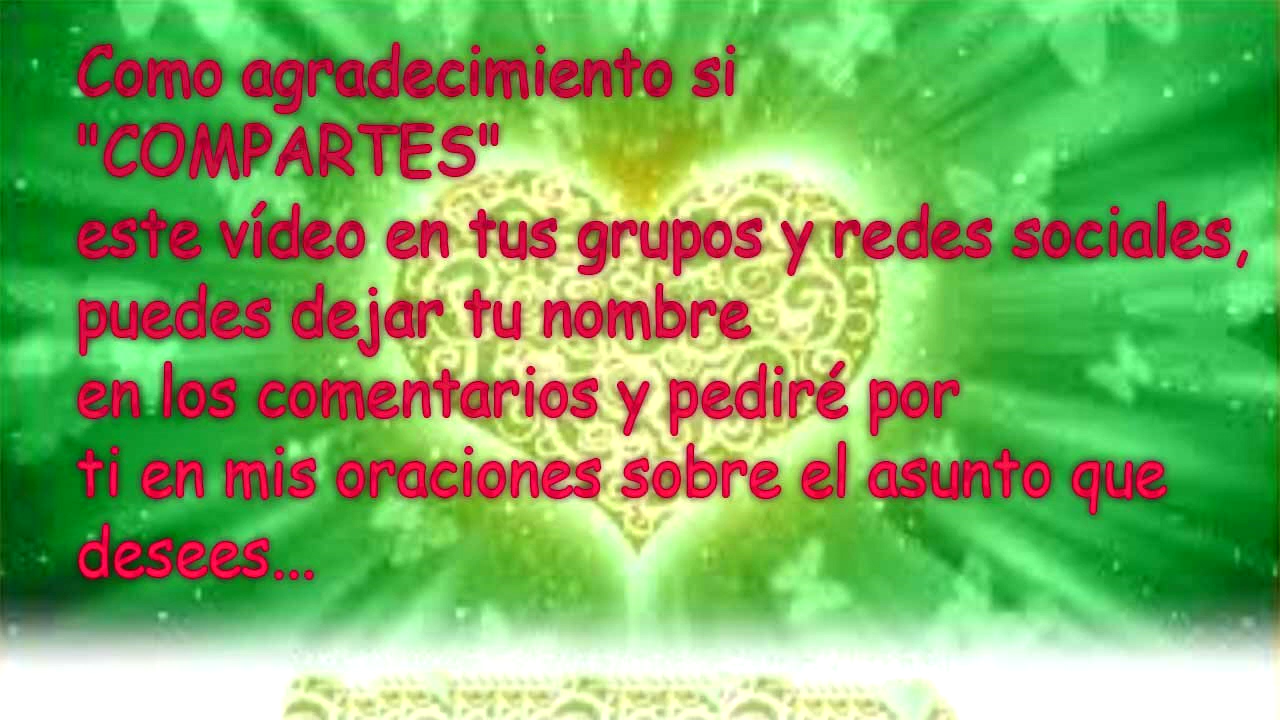 Como agradecimiento si
"COMPARTES"
este vídeo en tus grupos y redes sociales,
puedes dejar tu nombre
en los comentarios y pediré por
ti en mis oraciones sobre el asunto que
desees...